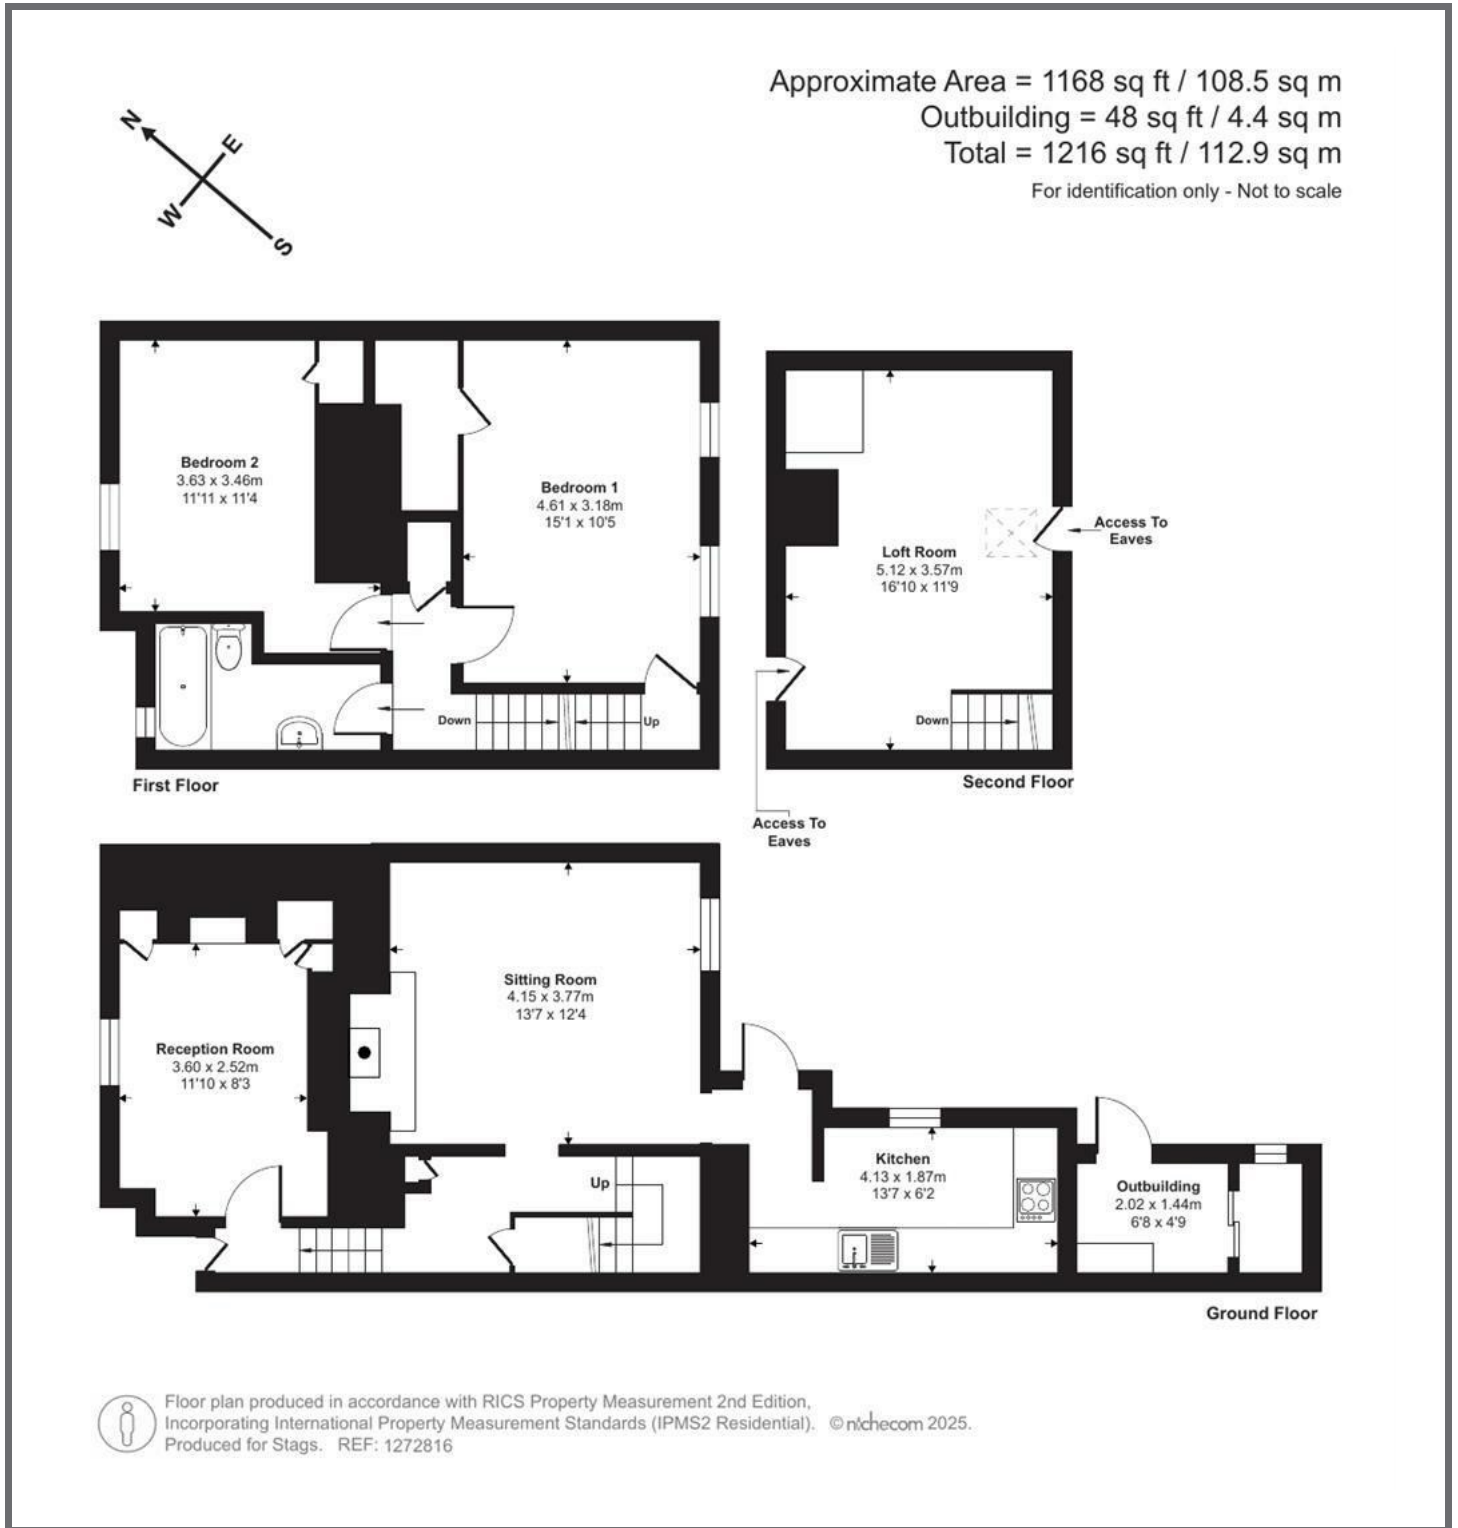 Approximate Area = 1168 sq ft / 108.5 sq m
Outbuilding = 48 sq ft / 4.4 sq m
Total = 1216 sq ft / 112.9 sq m
For identification only - Not to scale
N
E
W
S
Bedroom 2
3.63 x 3.46m
11'11 x 11'4
Bedroom 1
4.61 x 3.18m
15'1 x 10'5
Down
Up
First Floor
Loft Room
5.12 x 3.57m
16'10 x 11'9
Access To
Eaves
Down
Second Floor
Access To
Eaves
Sitting Room
4.15 x 3.77m
13'7 x 12'4
Reception Room
3.60 x 2.52m
11'10 x 8'3
Up
Kitchen
4.13 x 1.87m
13'7 x 6'2
Outbuilding
2.02 x 1.44m
6'8 x 4'9
Ground Floor
Floor plan produced in accordance with RICS Property Measurement 2nd Edition,
Incorporating International Property Measurement Standards (IPMS2 Residential). © nichecom 2025.
Produced for Stags. REF: 1272816